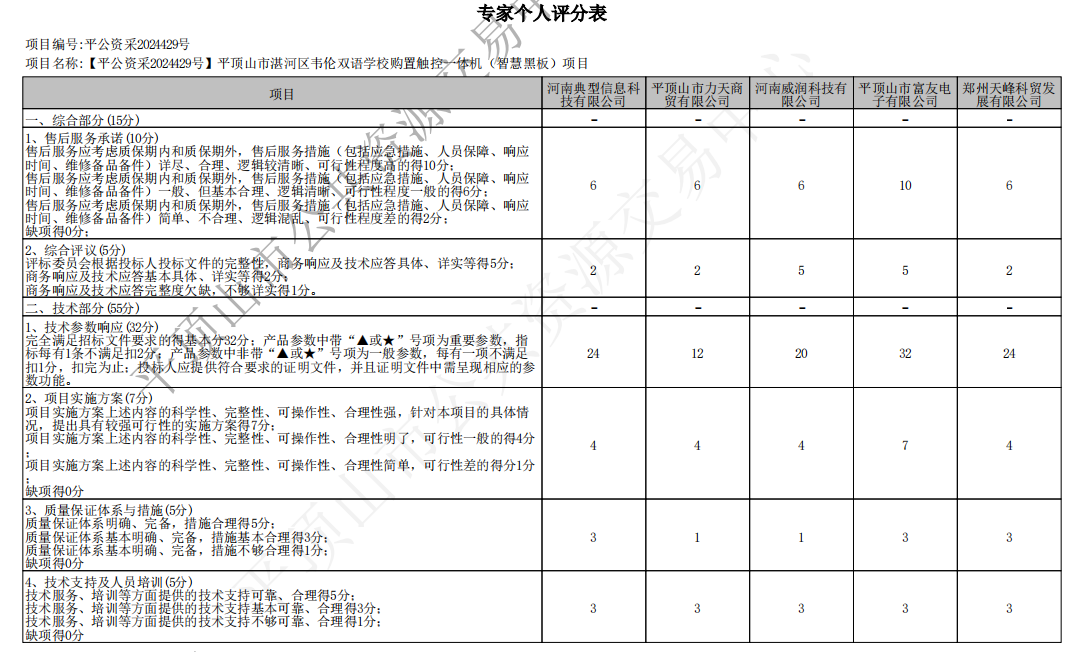 专家个人评分表
项目编号:平公资采2024429号
项目名称:【平公资采2024429号】平顶山市湛河区韦伦双语学校购置触控一体机（智慧黑板）项目
项目 河南典型信息科技有限公司 平顶山市力天商贸有限公司 河南威润科技有限公司 平顶山市富友电子有限公司 郑州天峰科贸发展有限公司
一、综合部分(15分) - - - - -
1、售后服务承诺(10分)
售后服务应考虑质保期内和质保期外，售后服务措施（包括应急措施、人员保障、响应
时间、维修备品备件）详尽、合理、逻辑较清晰、可行性程度高的得10分；
售后服务应考虑质保期内和质保期外，售后服务措施（包括应急措施、人员保障、响应
时间、维修备品备件）一般、但基本合理、逻辑清晰、可行性程度一般的得6分；
售后服务应考虑质保期内和质保期外，售后服务措施（包括应急措施、人员保障、响应
时间、维修备品备件）简单、不合理、逻辑混乱、可行性程度差的得2分；
缺项得0分；
6 6 6 10 6
2、综合评议(5分)
评标委员会根据投标人投标文件的完整性，商务响应及技术应答具体、详实等得5分；
商务响应及技术应答基本具体、详实等得2分；
商务响应及技术应答完整度欠缺，不够详实得1分。
2 2 5 5 2
二、技术部分(55分) - - - - -
1、技术参数响应(32分)
完全满足招标文件要求的得基本分32分；产品参数中带“▲或★”号项为重要参数，指
标每有1条不满足扣2分；产品参数中非带“▲或★”号项为一般参数，每有一项不满足
扣1分，扣完为止；投标人应提供符合要求的证明文件，并且证明文件中需呈现相应的参
数功能。
24 12 20 32 24
2、项目实施方案(7分)
项目实施方案上述内容的科学性、完整性、可操作性、合理性强，针对本项目的具体情
况，提出具有较强可行性的实施方案得7分；
项目实施方案上述内容的科学性、完整性、可操作性、合理性明了，可行性一般的得4分
；
项目实施方案上述内容的科学性、完整性、可操作性、合理性简单，可行性差的得分1分
；
缺项得0分
4 4 4 7 4
3、质量保证体系与措施(5分)
质量保证体系明确、完备，措施合理得5分；
质量保证体系基本明确、完备，措施基本合理得3分；
质量保证体系基本明确、完备，措施不够合理得1分；
缺项得0分
3 1 1 3 3
4、技术支持及人员培训(5分)
技术服务、培训等方面提供的技术支持可靠、合理得5分；
技术服务、培训等方面提供的技术支持基本可靠、合理得3分；
技术服务、培训等方面提供的技术支持不够可靠、合理得1分；
缺项得0分
3 3 3 3 3
平顶山市公共资源交易中心
平顶山市公共资源交易中心